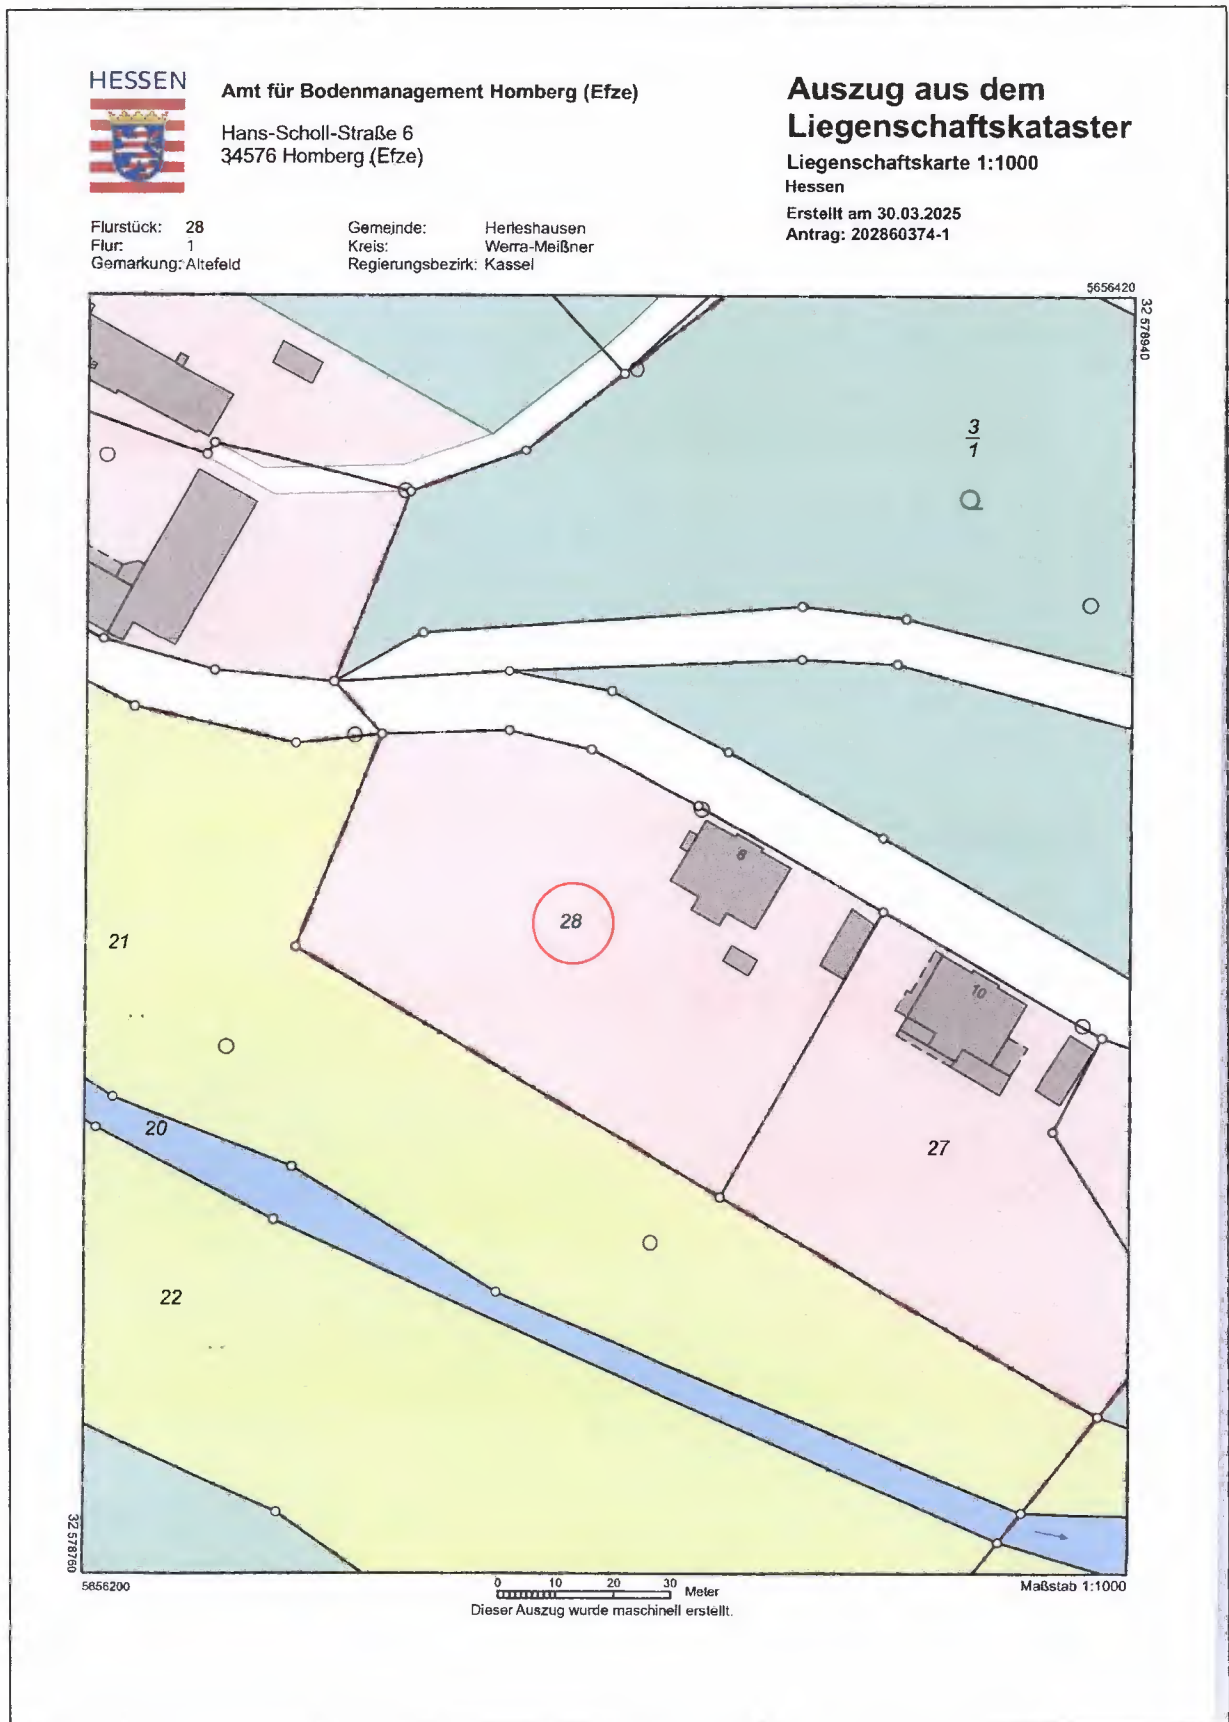 HESSEN
Amt für Bodenmanagement Homberg (Efze)
Hans-Scholl-Straße 6
34576 Homberg (Efze)
Auszug aus dem
Liegenschaftskataster
Liegenschaftskarte 1:1000
Hessen
Erstellt am 30.03.2025
Antrag: 202860374-1
Flurstück: 28
Flur: 1
Gemarkung: Altefeld
Gemeinde: Herleshausen
Kreis: Werra-Meißner
Regierungsbezirk: Kassel
5656420
32 578940
3
1
8
28
21
10
20
27
22
32 578760
5656200
0 10 20 30 Meter
Maßstab 1:1000
Dieser Auszug wurde maschinell erstellt.